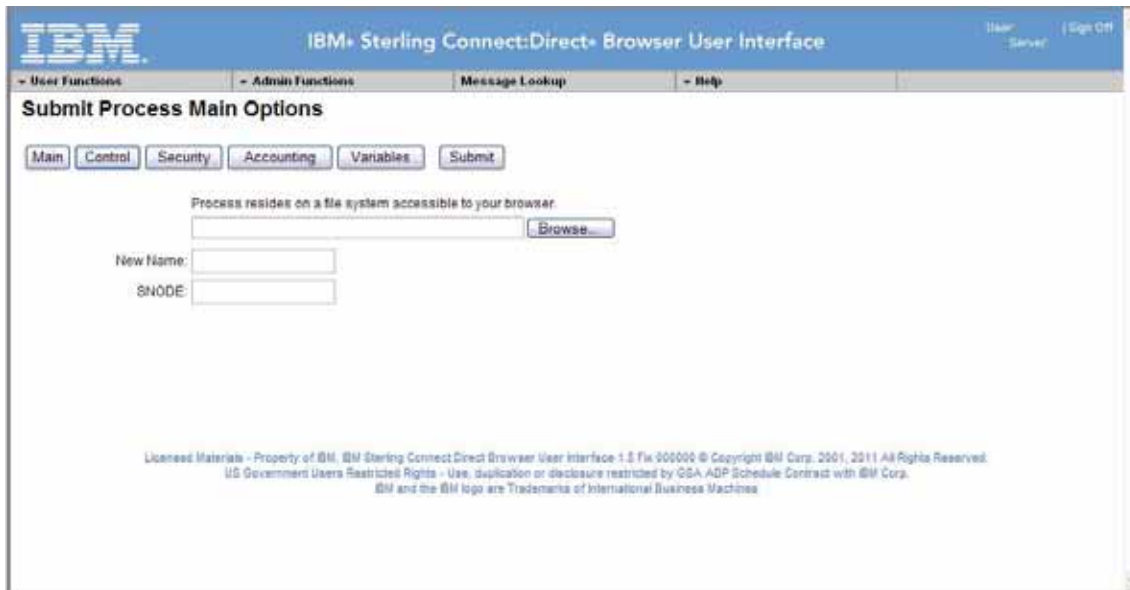 IBM.
IBM® Sterling Connect:Direct® Browser User Interface
User | Sign Off
Server
User Functions Admin Functions Message Lookup Help
Submit Process Main Options
Main Control Security Accounting Variables Submit
Process resides on a file system accessible to your browser.
Browse...
New Name:
SNODE:
Licensed Materials - Property of IBM, IBM Sterling Connect:Direct Browser User Interface 1.5 Fix 000000 © Copyright IBM Corp. 2001, 2011 All Rights Reserved.
US Government Users Restricted Rights - Use, duplication or disclosure restricted by GSA ADP Schedule Contract with IBM Corp.
IBM and the IBM logo are Trademarks of International Business Machines